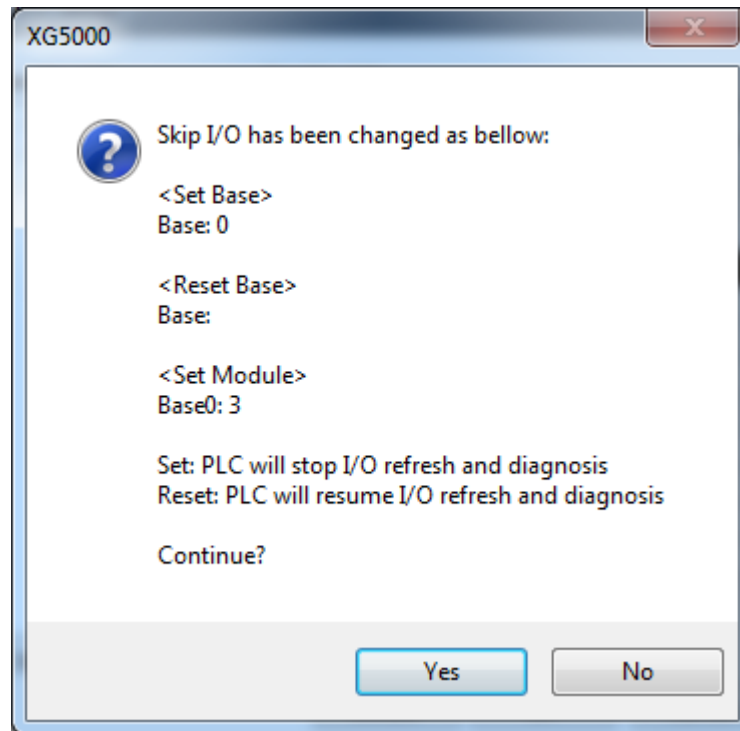 XG5000
Skip I/O has been changed as bellow:
<Set Base>
Base: 0
<Reset Base>
Base:
<Set Module>
Base0: 3
Set: PLC will stop I/O refresh and diagnosis
Reset: PLC will resume I/O refresh and diagnosis
Continue?
Yes
No